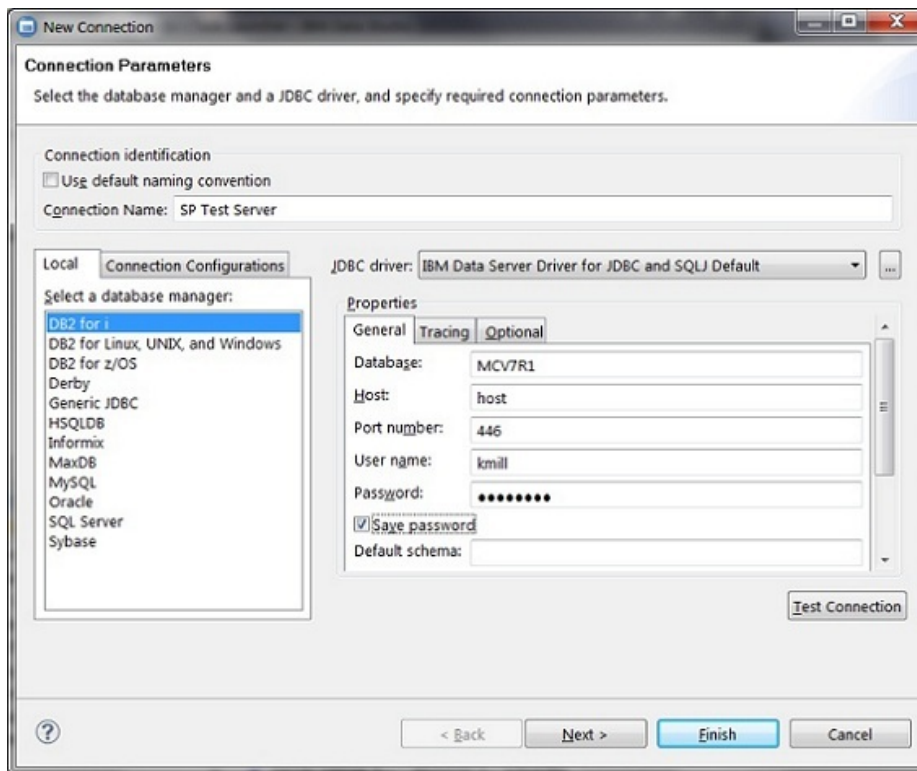 New Connection
Connection Parameters
Select the database manager and a JDBC driver, and specify required connection parameters.
Connection identification
Use default naming convention
Connection Name: SP Test Server
Local
Connection Configurations
Select a database manager:
DB2 for i
DB2 for Linux, UNIX, and Windows
DB2 for z/OS
Derby
Generic JDBC
HSQLDB
Informix
MaxDB
MySQL
Oracle
SQL Server
Sybase
JDBC driver: IBM Data Server Driver for JDBC and SQLJ Default
...
Properties
General Tracing Optional
Database: MCV7R1
Host: host
Port number: 446
User name: kmill
Password: ●●●●●●●●
Save password
Default schema:
Test Connection
?
< Back
Next >
Finish
Cancel